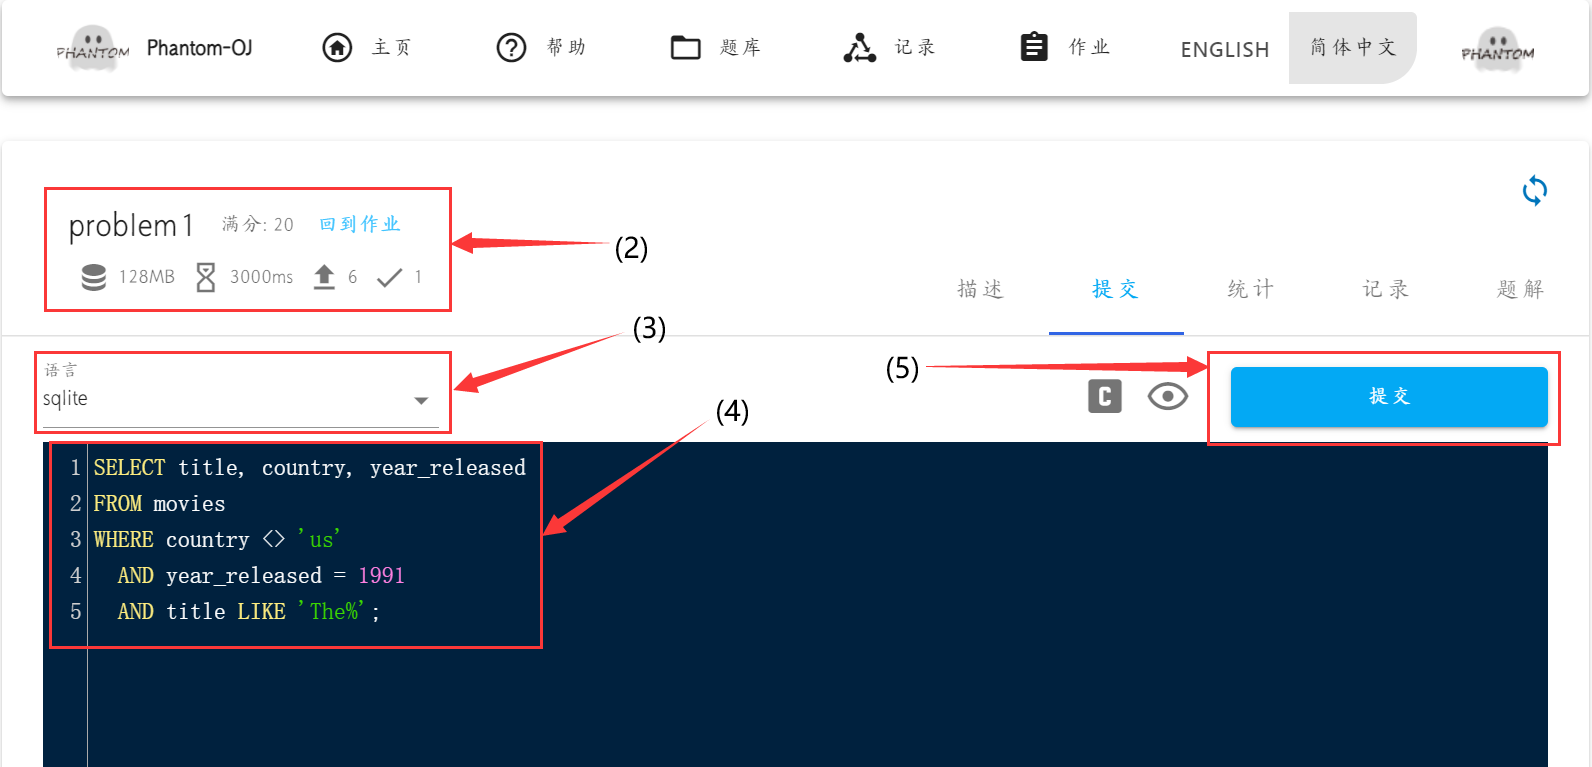 PHANTOM Phantom-OJ 主页 帮助 题库 记录 作业 ENGLISH 简体中文 PHANTOM
problem1 满分: 20 回到作业
(2)
128MB 3000ms 6 1
描述 提交 统计 记录 题解
(3)
语言
sqlite
(5)
C
提交
(4)
1 SELECT title, country, year_released
2 FROM movies
3 WHERE country <> 'us'
4 AND year_released = 1991
5 AND title LIKE 'The%';